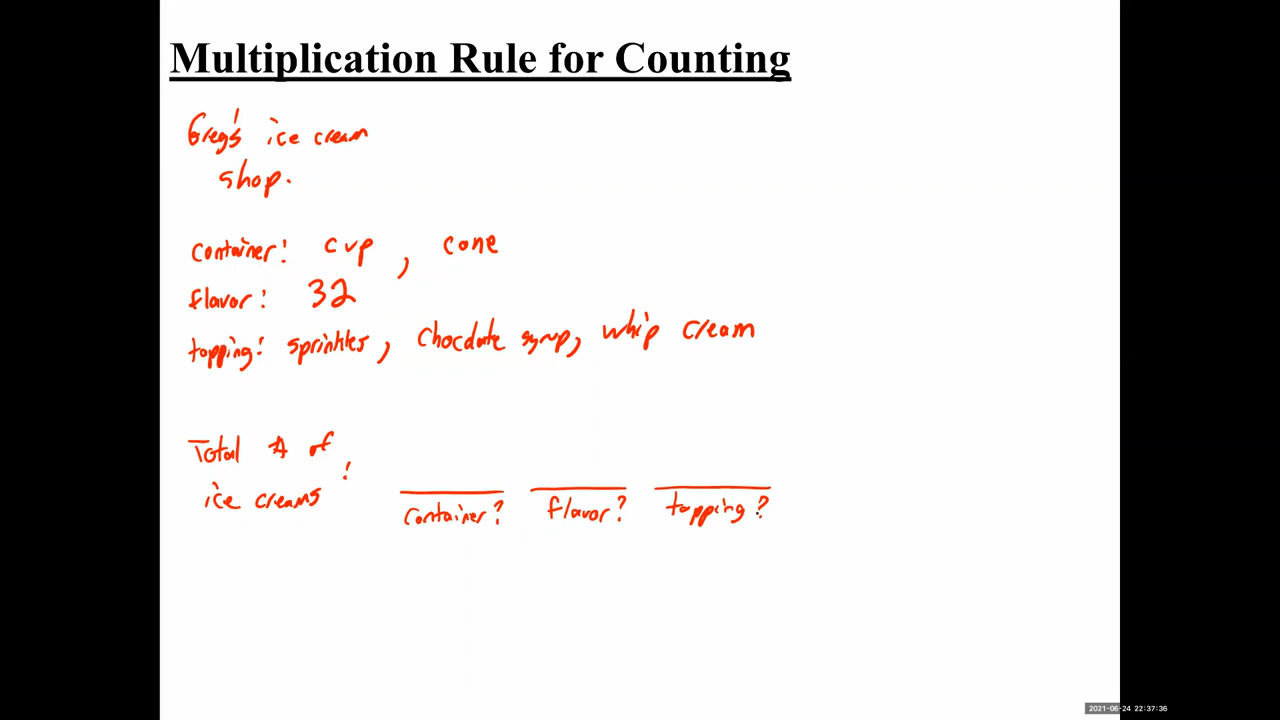 Multiplication Rule for Counting
Greg's ice cream
shop.
container: cup, cone
flavor: 32
topping: sprinkles, chocolate syrup, whip cream
Total # of
ice creams:
container? flavor? topping?
2021-06-24 22:37:36